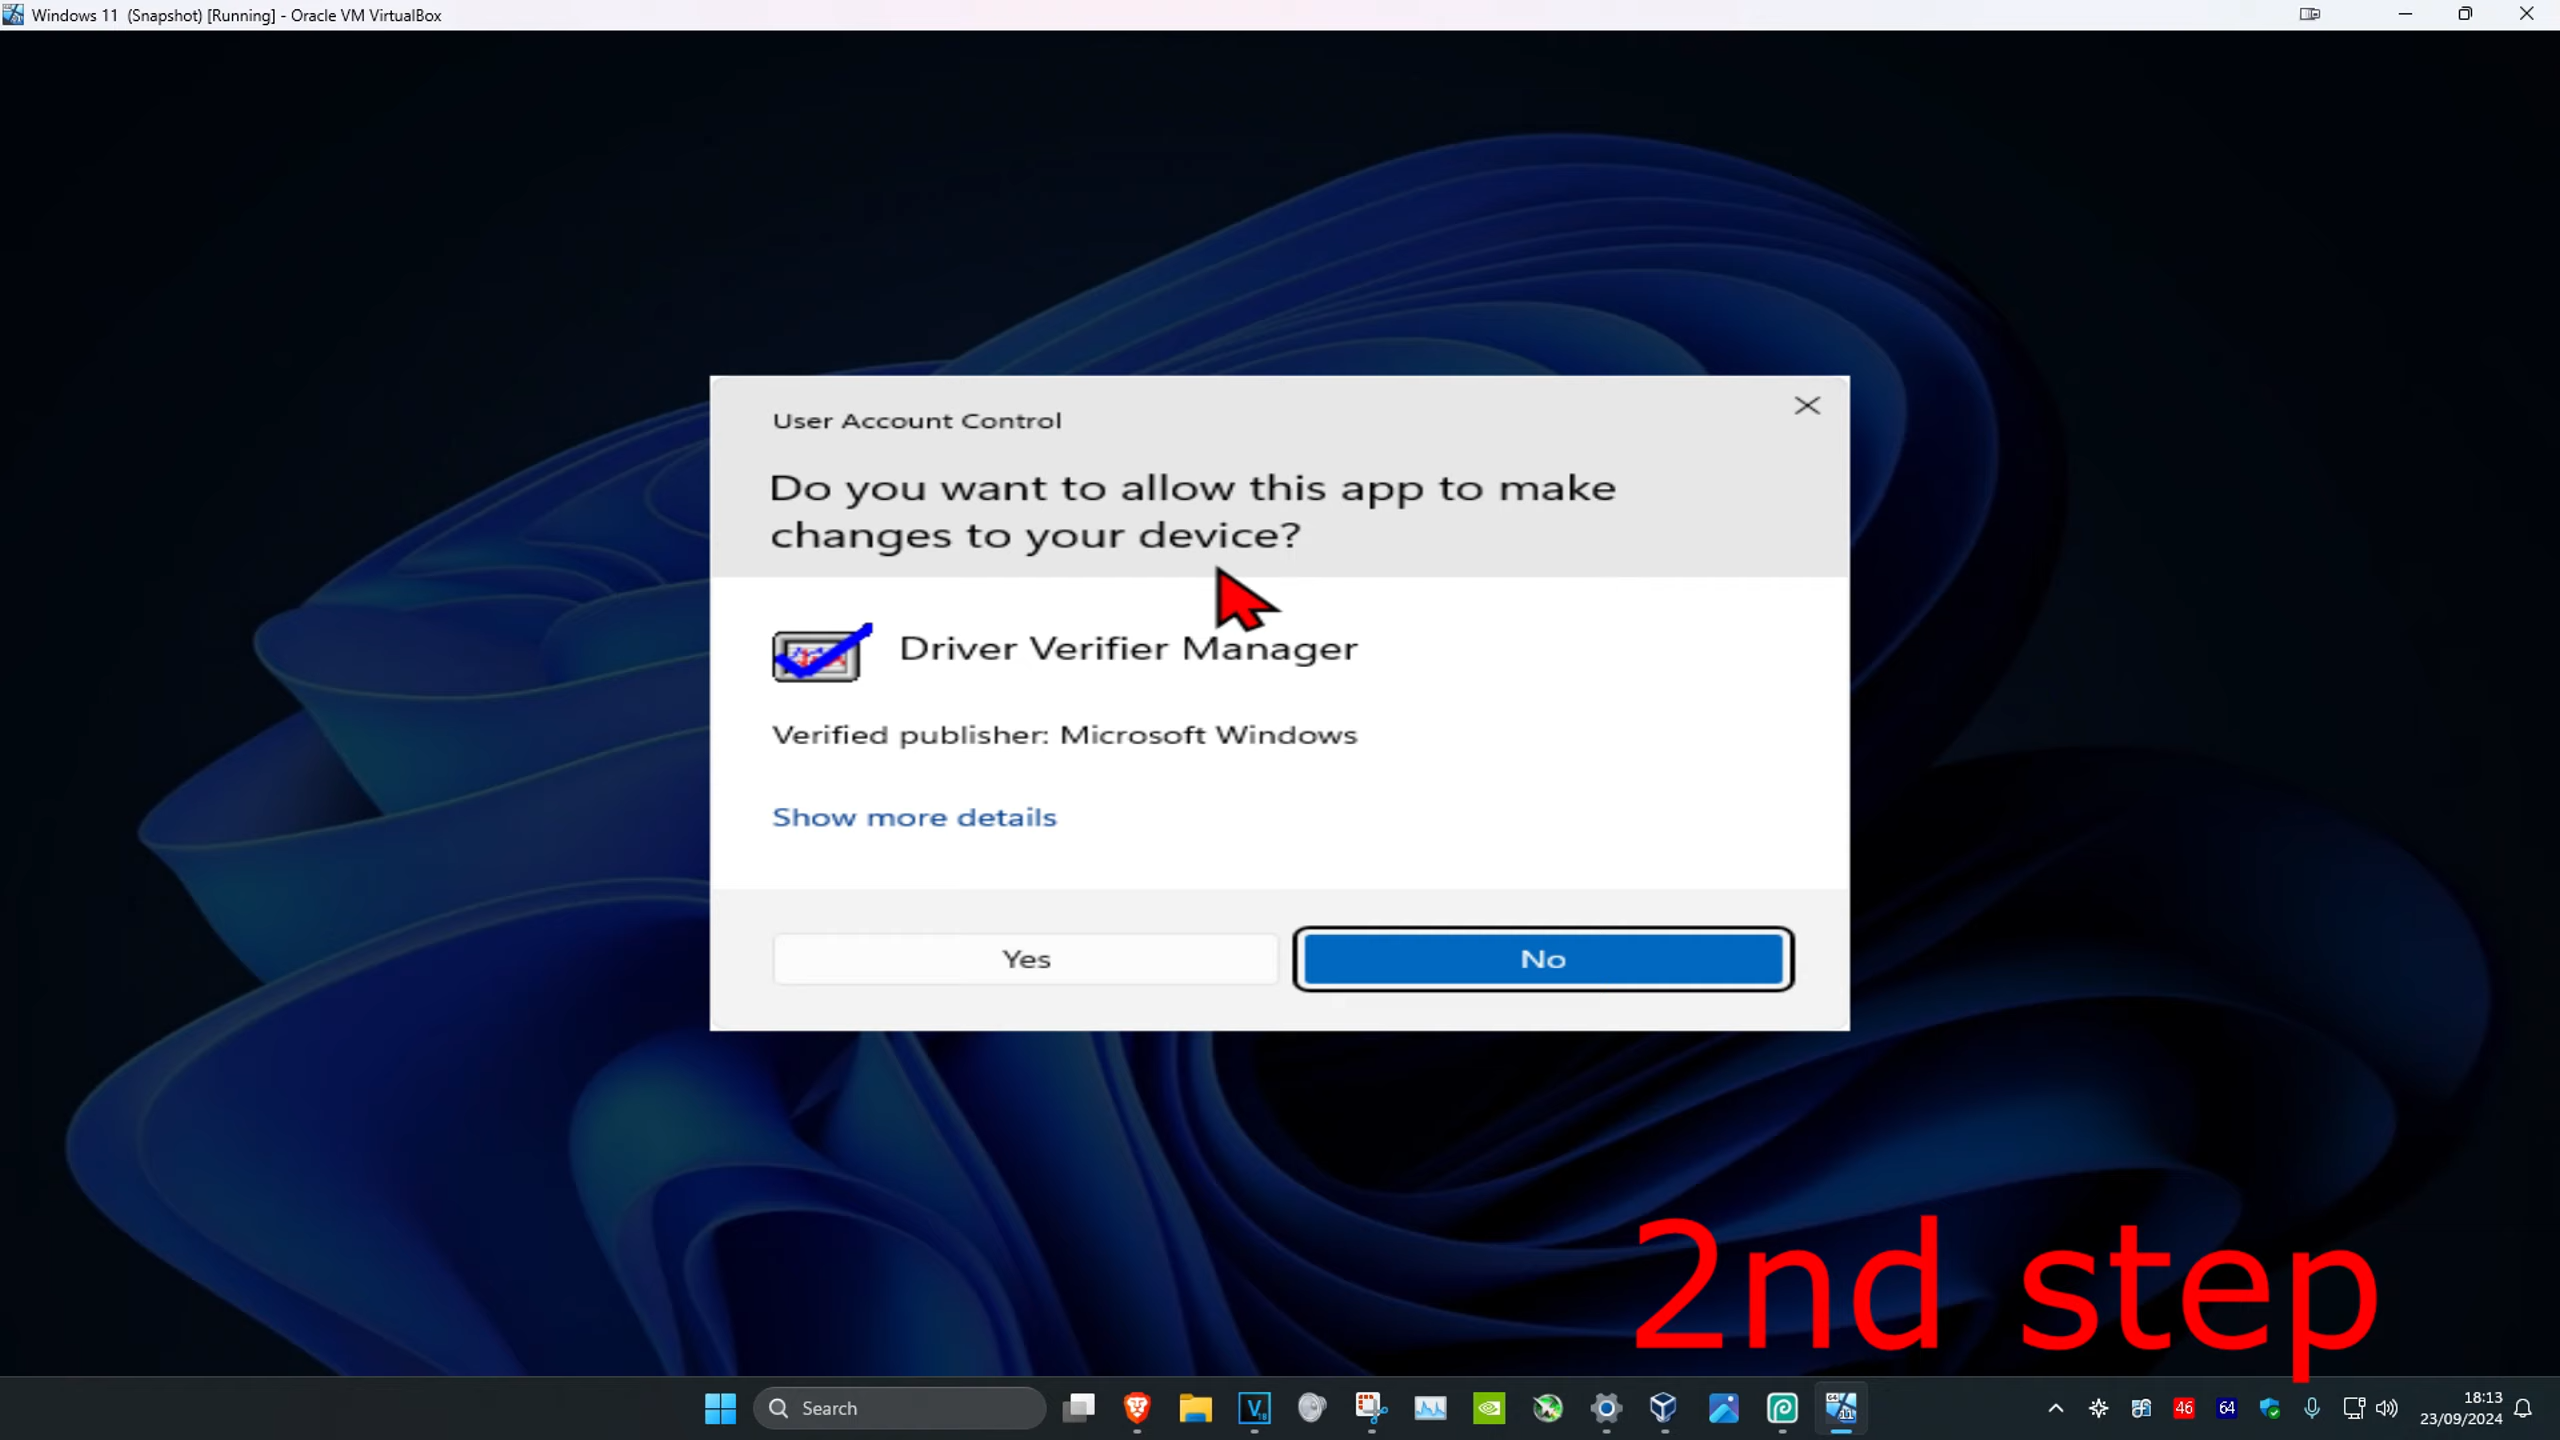 Windows 11 (Snapshot) [Running] - Oracle VM VirtualBox
User Account Control
Do you want to allow this app to make
changes to your device?
Driver Verifier Manager
Verified publisher: Microsoft Windows
Show more details
Yes
No
2nd step
Search
46
64
18:13
23/09/2024